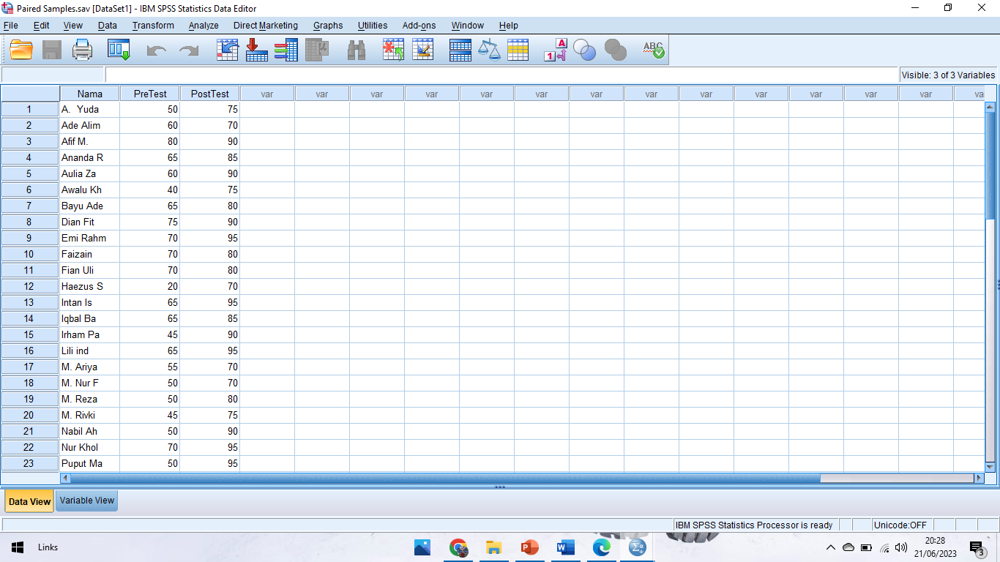 Paired Samples.sav [DataSet1] - IBM SPSS Statistics Data Editor
File Edit View Data Transform Analyze Direct Marketing Graphs Utilities Add-ons Window Help
Visible: 3 of 3 Variables
Nama PreTest PostTest var var var var var var var var var var var var var va
1 A.  Yuda 50 75
2 Ade Alim 60 70
3 Afif M. 80 90
4 Ananda R 65 85
5 Aulia Za 60 90
6 Awalu Kh 40 75
7 Bayu Ade 65 80
8 Dian Fit 75 90
9 Emi Rahm 70 95
10 Faizain 70 80
11 Fian Uli 70 80
12 Haezus S 20 70
13 Intan Is 65 95
14 Iqbal Ba 65 85
15 Irham Pa 45 90
16 Lili ind 65 95
17 M. Ariya 55 70
18 M. Nur F 50 70
19 M. Reza 50 80
20 M. Rivki 45 75
21 Nabil Ah 50 90
22 Nur Khol 70 95
23 Puput Ma 50 95
Data View Variable View
IBM SPSS Statistics Processor is ready Unicode:OFF
Links
20:28
21/06/2023
3